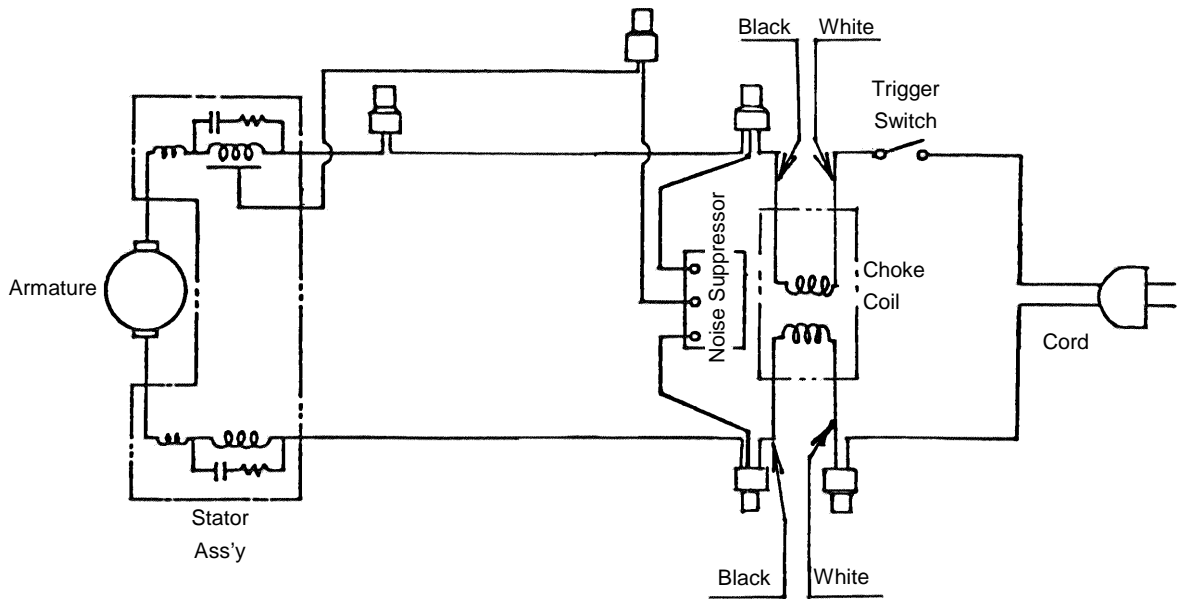 Black
White
Trigger
Switch
Noise Suppressor
Armature
Choke
Coil
Cord
Stator
Ass'y
Black
White